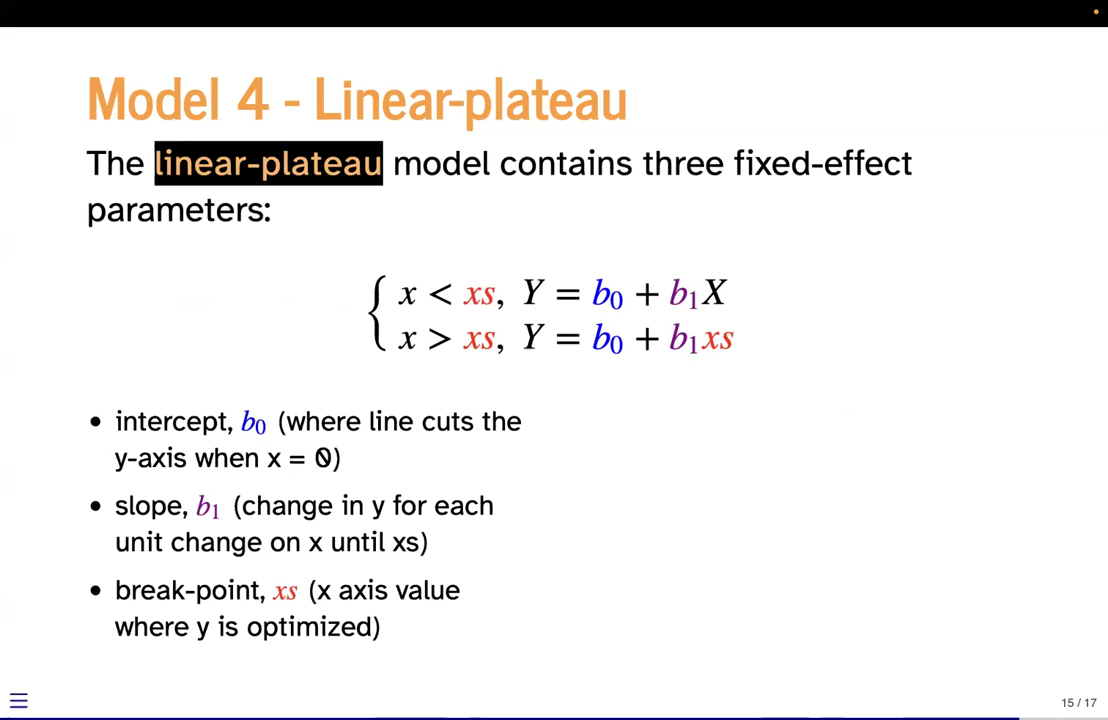 Model 4 - Linear-plateau
The linear-plateau model contains three fixed-effect
parameters:
x < xs, Y = b₀ + b₁X
x > xs, Y = b₀ + b₁xs
• intercept, b₀ (where line cuts the
y-axis when x = 0)
• slope, b₁ (change in y for each
unit change on x until xs)
• break-point, xs (x axis value
where y is optimized)
15 / 17